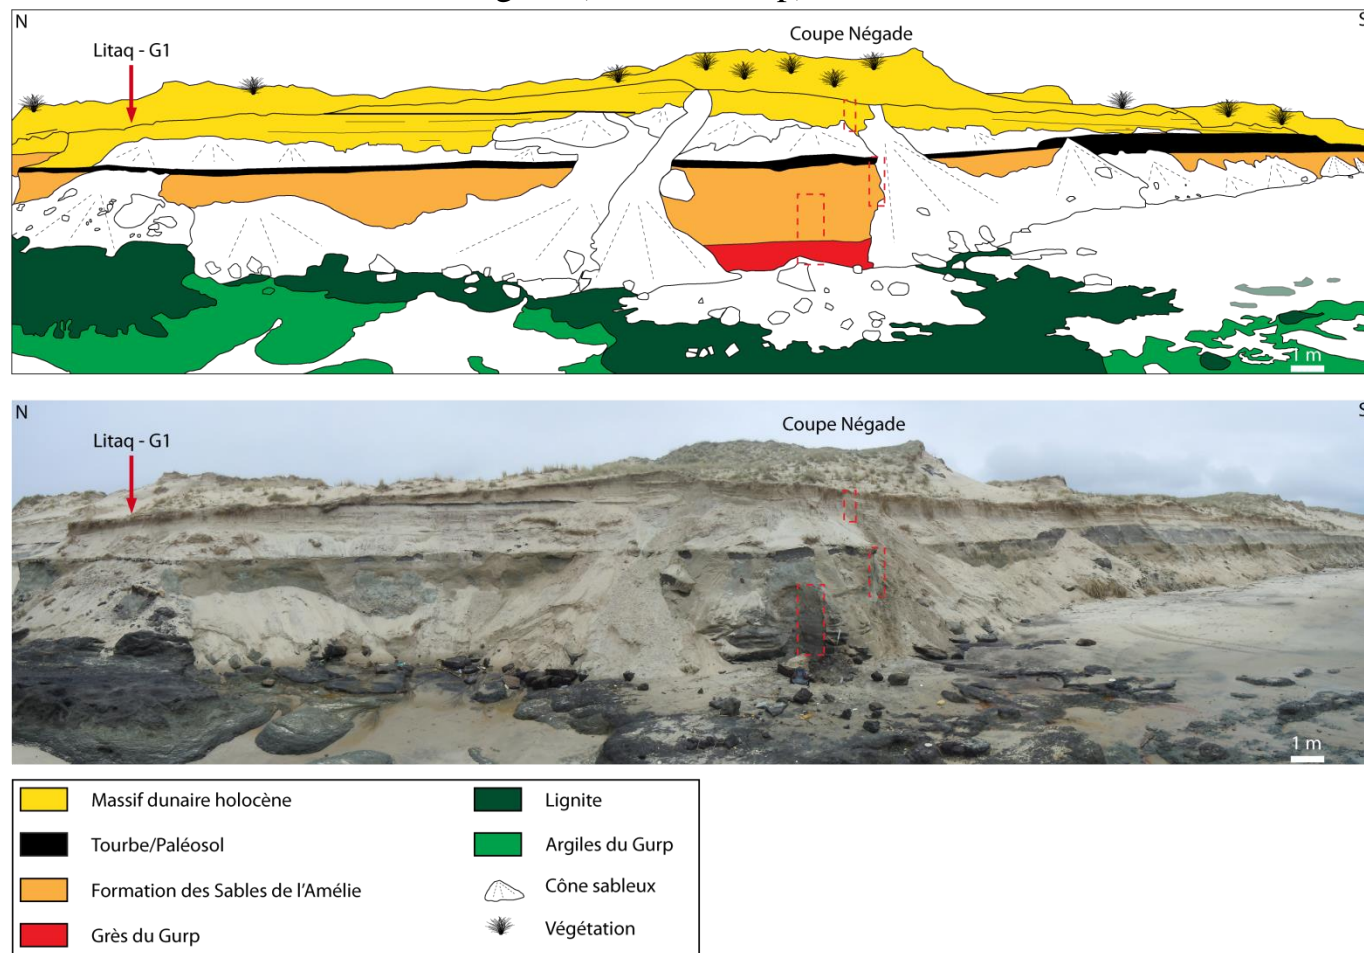 N
S
Coupe Négade
Litaq - G1
1 m
N
S
Coupe Négade
Litaq - G1
1 m
Massif dunaire holocène
Lignite
Tourbe/Paléosol
Argiles du Gurp
Formation des Sables de l'Amélie
Cône sableux
Grès du Gurp
Végétation